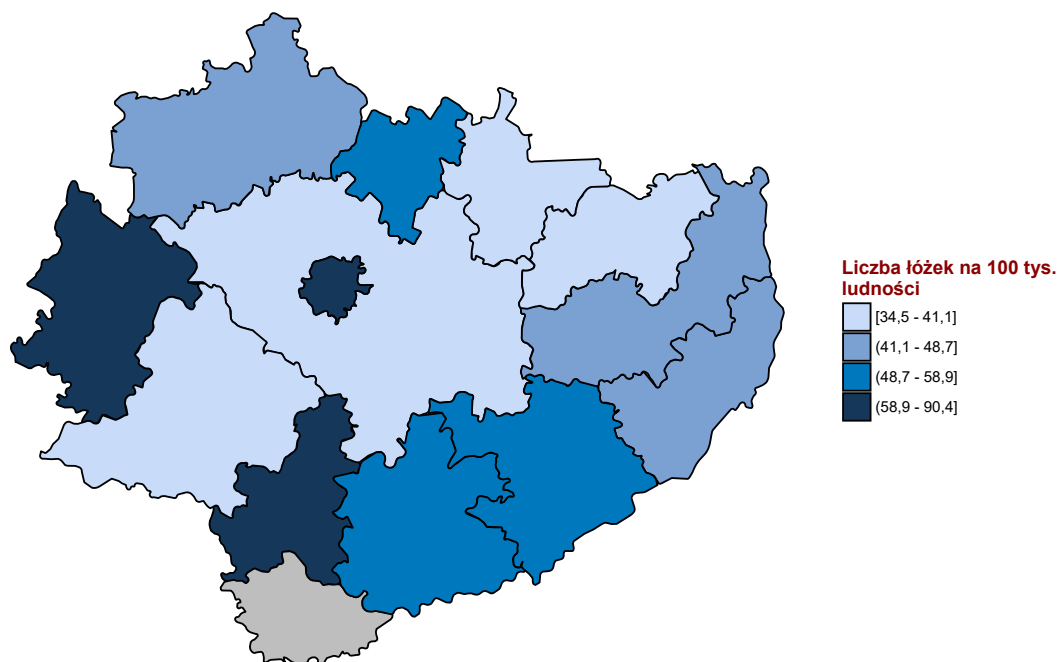 Liczba łóżek na 100 tys.
ludności
[34,5 - 41,1]
(41,1 - 48,7]
(48,7 - 58,9]
(58,9 - 90,4]